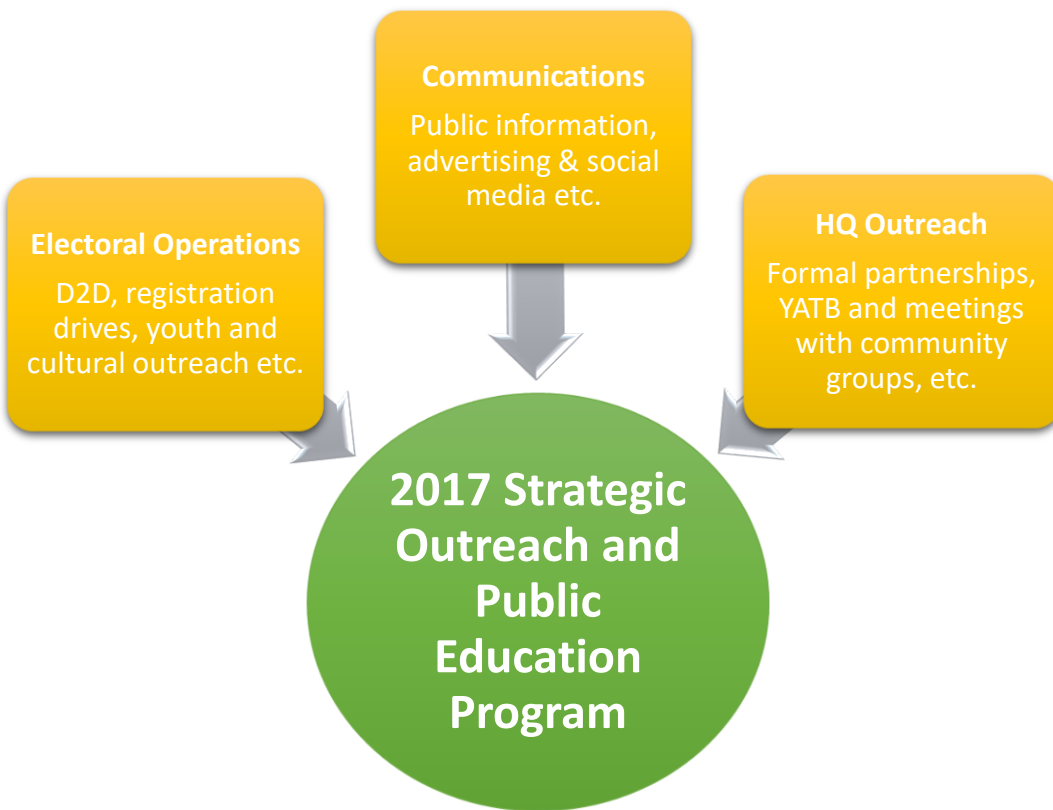 Communications
Public information,
advertising & social
media etc.
Electoral Operations
D2D, registration
drives, youth and
cultural outreach etc.
HQ Outreach
Formal partnerships,
YATB and meetings
with community
groups, etc.
2017 Strategic
Outreach and
Public
Education
Program